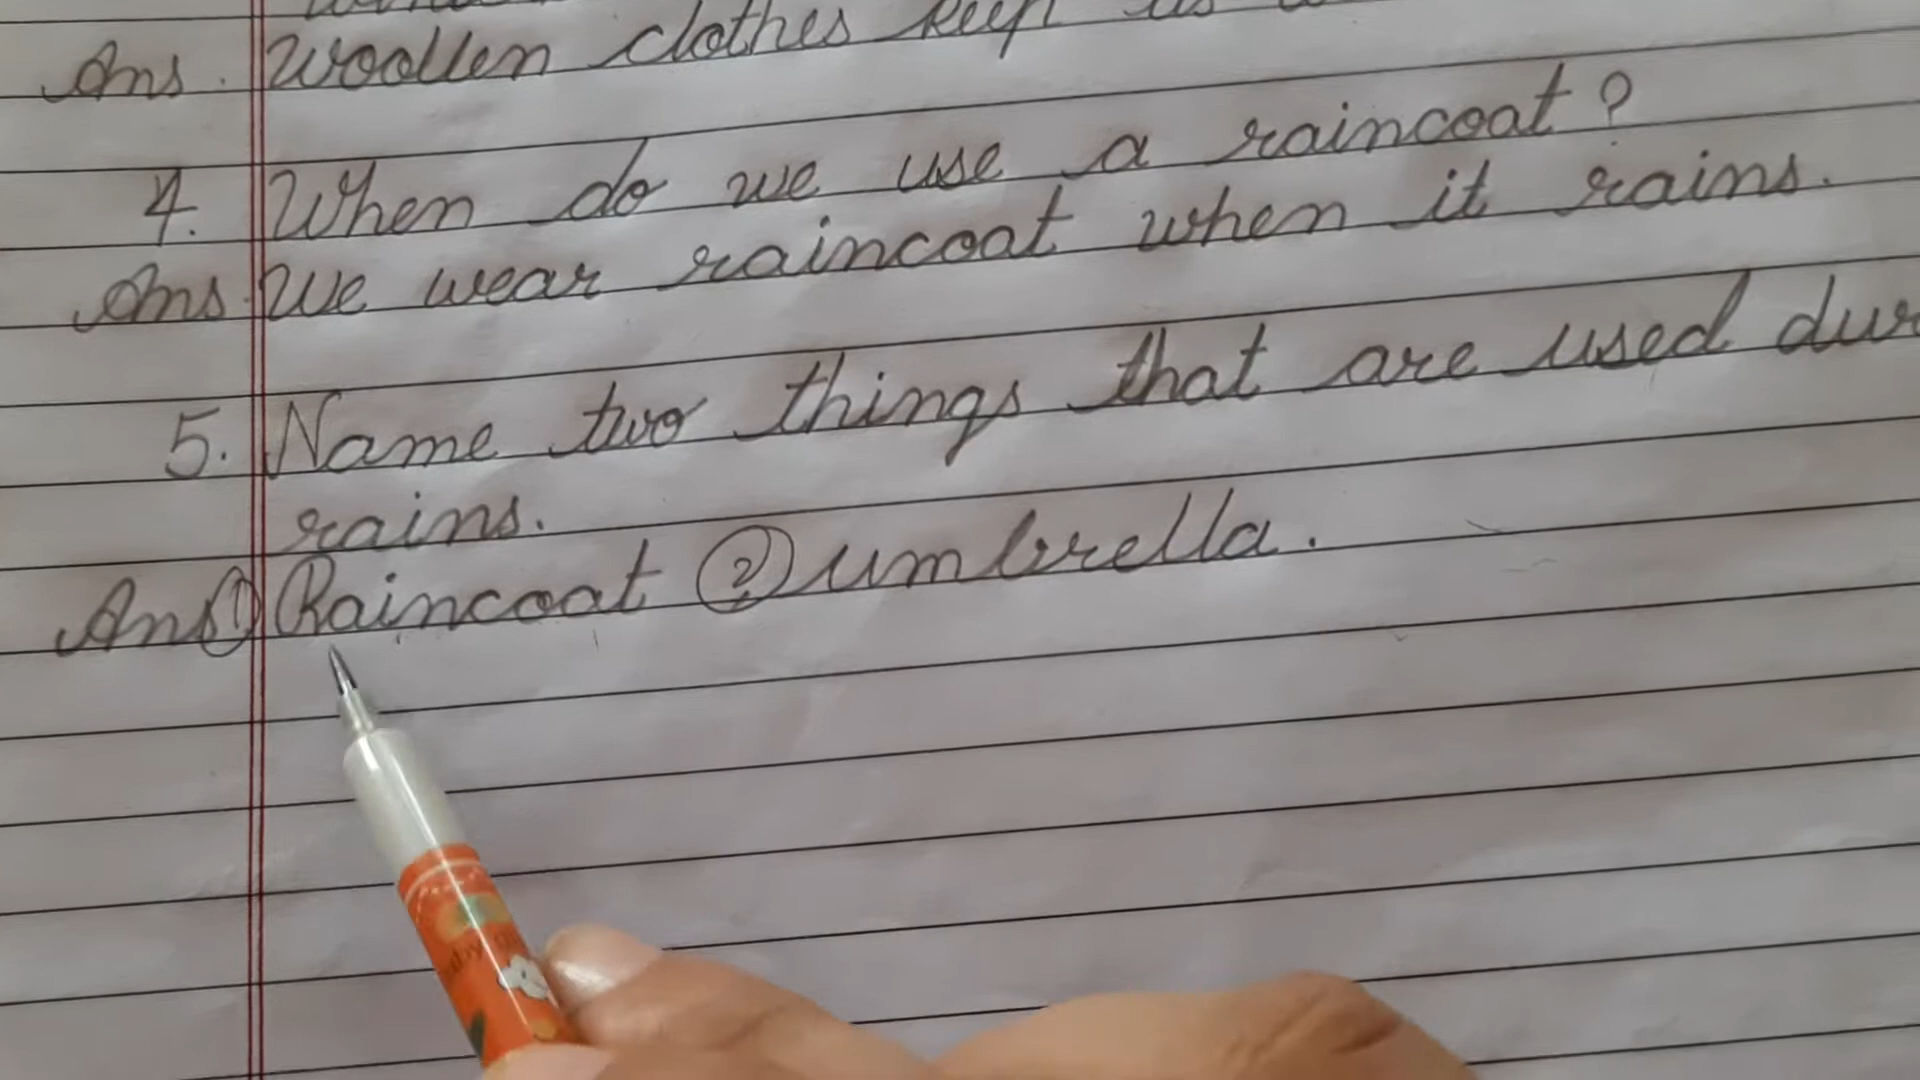 Ans. Woollen clothes keep us
4. When do we use a raincoat?
Ans. We wear raincoat when it rains.
5. Name two things that are used dur
rains.
Ans ① Raincoat ② umbrella.